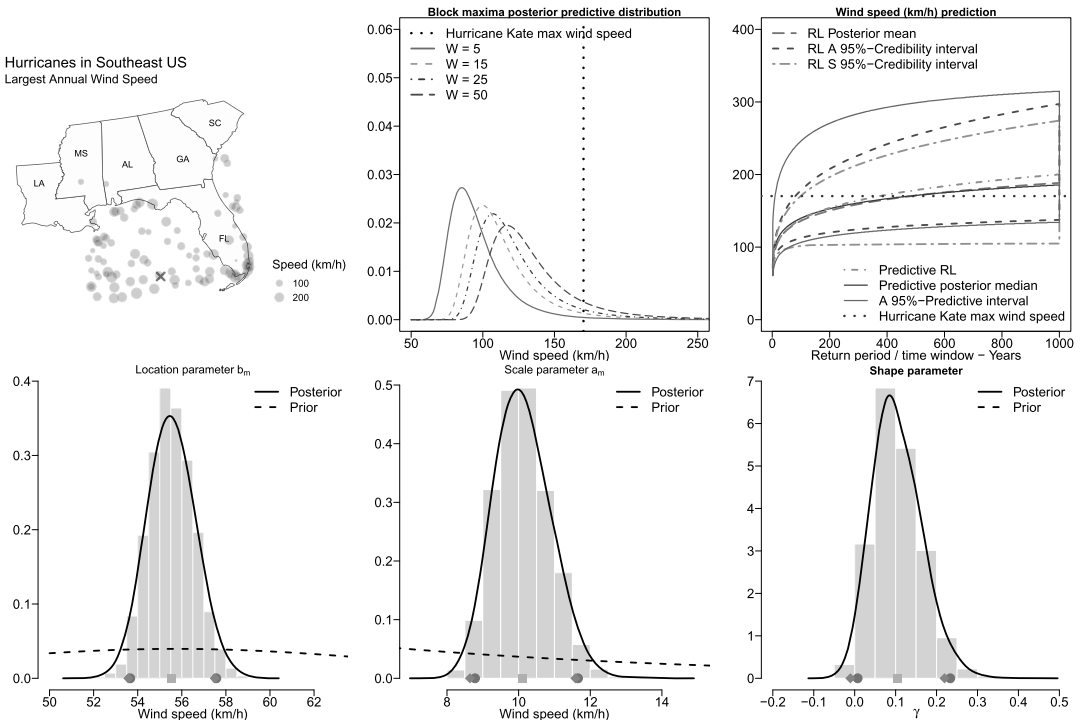 Hurricanes in Southeast US
Largest Annual Wind Speed
SC
MS
AL
GA
LA
FL
Speed (km/h)
100
200
Block maxima posterior predictive distribution
Hurricane Kate max wind speed
W = 5
W = 15
W = 25
W = 50
0.06
0.05
0.04
0.03
0.02
0.01
0.00
50 100 150 200 250
Wind speed (km/h)
Wind speed (km/h) prediction
RL Posterior mean
RL A 95%−Credibility interval
RL S 95%−Credibility interval
400
300
200
100
0
Predictive RL
Predictive posterior median
A 95%−Predictive interval
Hurricane Kate max wind speed
0 200 400 600 800 1000
Return period / time window − Years
Location parameter bm
Posterior
Prior
0.4
0.3
0.2
0.1
0.0
50 52 54 56 58 60 62
Wind speed (km/h)
Scale parameter am
Posterior
Prior
0.5
0.4
0.3
0.2
0.1
0.0
8 10 12 14
Wind speed (km/h)
Shape parameter
Posterior
Prior
7
6
5
4
3
2
1
0
−0.2 −0.1 0.0 0.1 0.2 0.3 0.4 0.5
γ